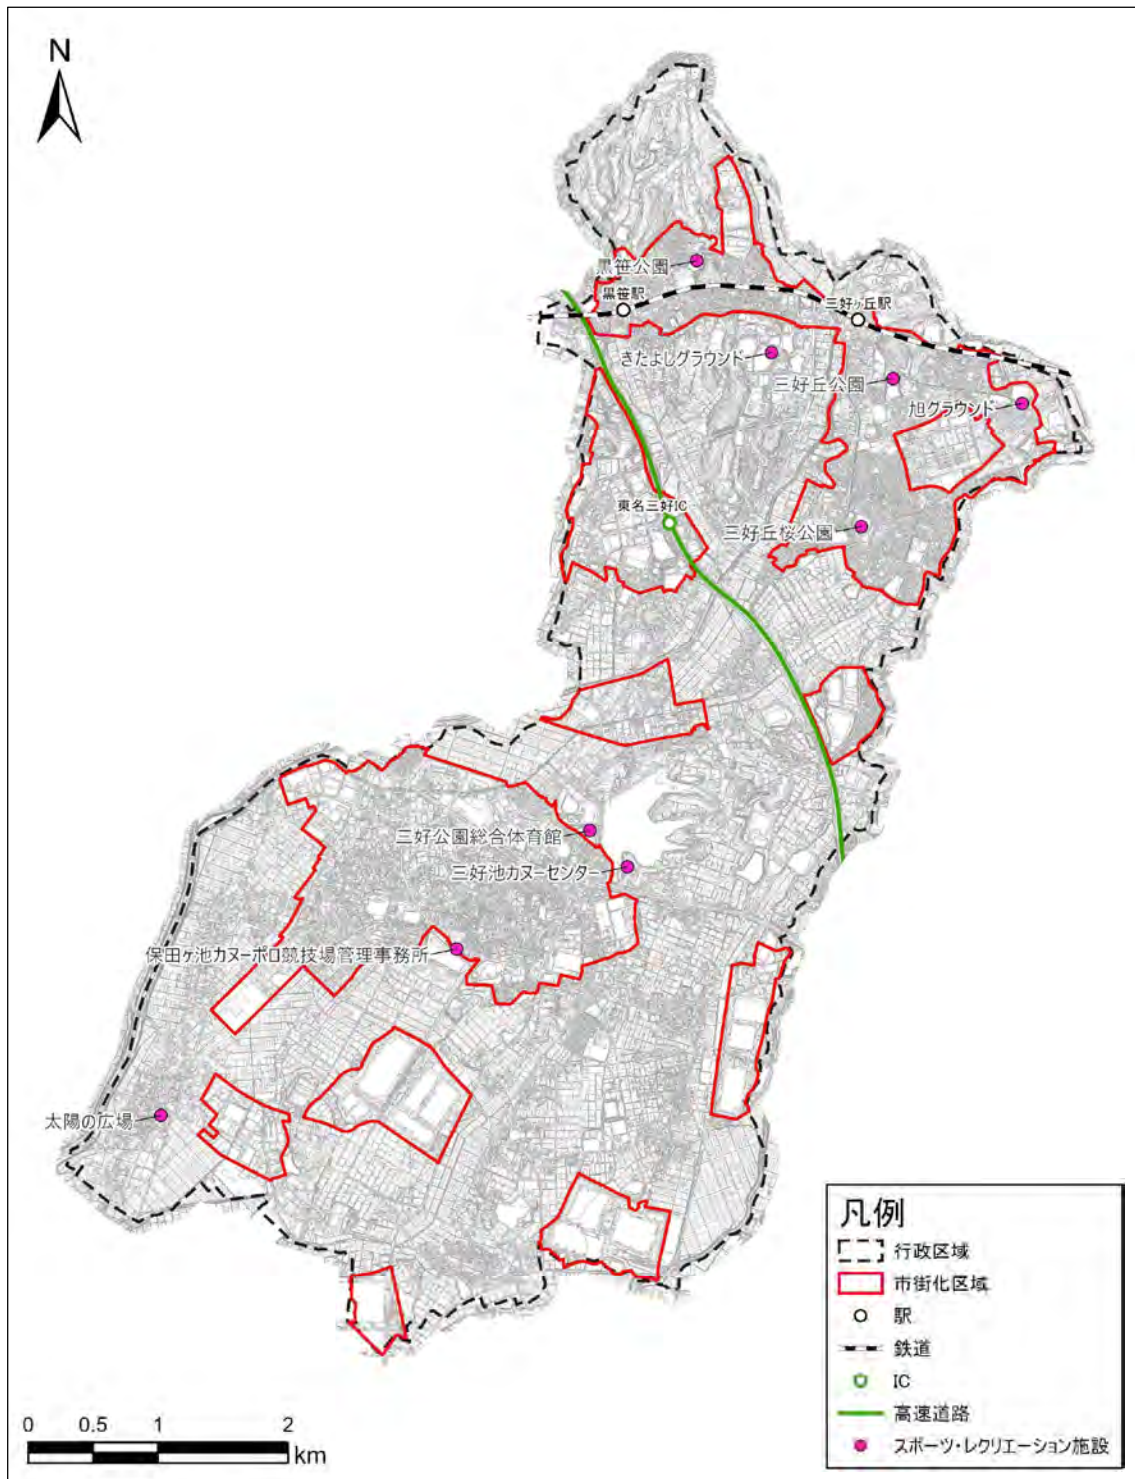 N
黒笹公園
黒笹駅
三好ヶ丘駅
きたよしグラウンド
三好丘公園
旭グラウンド
東名三好IC
三好丘桜公園
三好公園総合体育館
三好池カヌーセンター
保田ヶ池カヌーポロ競技場管理事務所
太陽の広場
凡例
行政区域
市街化区域
駅
鉄道
IC
高速道路
スポーツ・レクリエーション施設
0 0.5 1 2
km